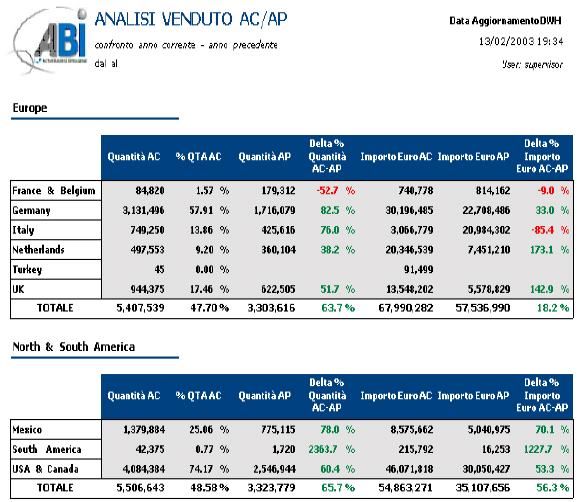 ABI
ANALISI VENDUTO AC/AP
confronto anno corrente - anno precedente
dal al
Data Aggiornamento DWH
13/02/2003 19:34
User: supervisor
Europe
Quantità AC % QTA AC Quantità AP Delta % Quantità AC-AP Importo Euro AC Importo Euro AP Delta % Importo Euro AC-AP
France & Belgium 84,820 1.57 % 179,312 -52.7 % 740,778 814,162 -9.0 %
Germany 3,131,496 57.91 % 1,716,079 82.5 % 30,196,485 22,708,486 33.0 %
Italy 749,250 13.86 % 425,616 76.0 % 3,066,779 20,984,302 -85.4 %
Netherlands 497,553 9.20 % 360,104 38.2 % 20,346,539 7,451,210 173.1 %
Turkey 45 0.00 % 91,499
UK 944,375 17.46 % 622,505 51.7 % 13,548,202 5,578,829 142.9 %
TOTALE 5,407,539 47.70 % 3,303,616 63.7 % 67,990,282 57,536,990 18.2 %
North & South America
Quantità AC % QTA AC Quantità AP Delta % Quantità AC-AP Importo Euro AC Importo Euro AP Delta % Importo Euro AC-AP
Mexico 1,379,884 25.06 % 775,115 78.0 % 8,575,662 5,040,975 70.1 %
South America 42,375 0.77 % 1,720 2363.7 % 215,792 16,253 1227.7 %
USA & Canada 4,084,384 74.17 % 2,546,944 60.4 % 46,071,818 30,050,427 53.3 %
TOTALE 5,506,643 48.58 % 3,323,779 65.7 % 54,863,271 35,107,656 56.3 %